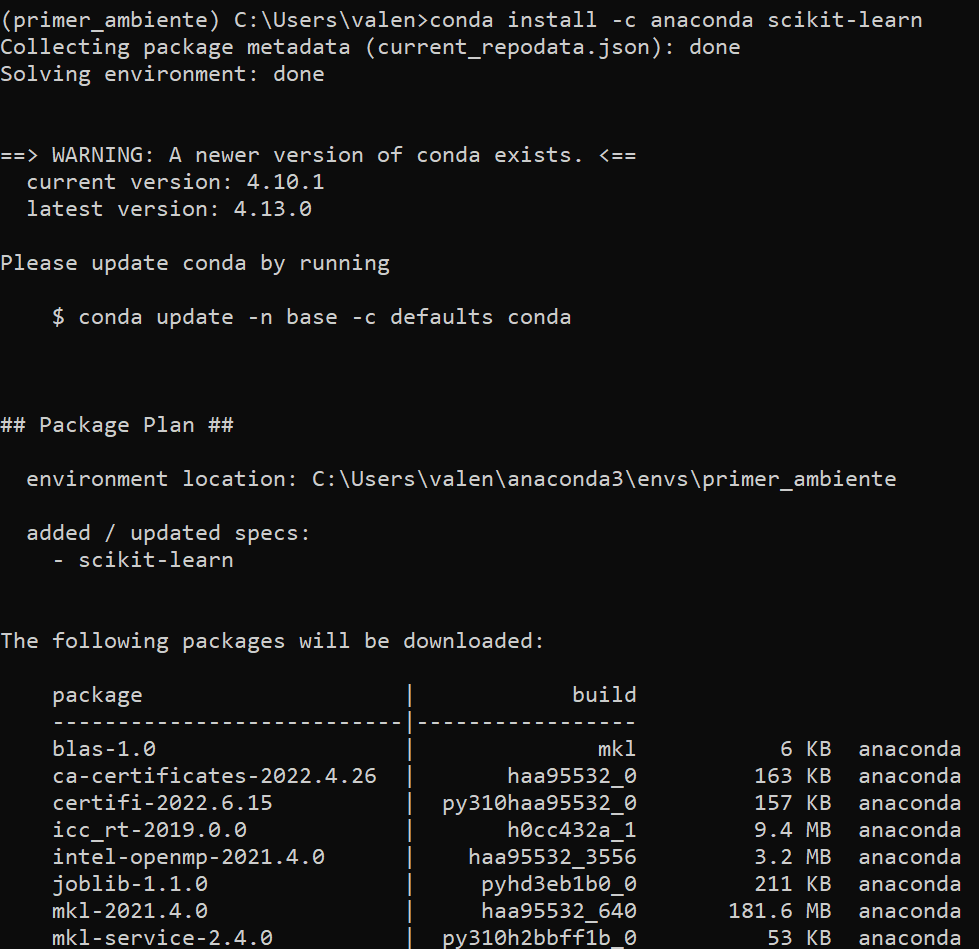 (primer_ambiente) C:\Users\valen>conda install -c anaconda scikit-learn
Collecting package metadata (current_repodata.json): done
Solving environment: done
==> WARNING: A newer version of conda exists. <==
  current version: 4.10.1
  latest version: 4.13.0
Please update conda by running
    $ conda update -n base -c defaults conda
## Package Plan ##
  environment location: C:\Users\valen\anaconda3\envs\primer_ambiente
  added / updated specs:
    - scikit-learn
The following packages will be downloaded:
    package                    |            build
    ---------------------------|-----------------
    blas-1.0                   |              mkl           6 KB  anaconda
    ca-certificates-2022.4.26  |       haa95532_0         163 KB  anaconda
    certifi-2022.6.15          |  py310haa95532_0         157 KB  anaconda
    icc_rt-2019.0.0            |       h0cc432a_1         9.4 MB  anaconda
    intel-openmp-2021.4.0      |    haa95532_3556         3.2 MB  anaconda
    joblib-1.1.0               |     pyhd3eb1b0_0         211 KB  anaconda
    mkl-2021.4.0               |     haa95532_640       181.6 MB  anaconda
    mkl-service-2.4.0          |  py310h2bbff1b_0          53 KB  anaconda